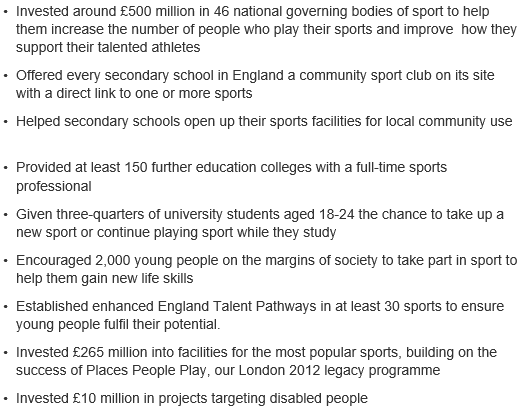 • Invested around £500 million in 46 national governing bodies of sport to help
them increase the number of people who play their sports and improve  how they
support their talented athletes
• Offered every secondary school in England a community sport club on its site
with a direct link to one or more sports
• Helped secondary schools open up their sports facilities for local community use
• Provided at least 150 further education colleges with a full-time sports
professional
• Given three-quarters of university students aged 18-24 the chance to take up a
new sport or continue playing sport while they study
• Encouraged 2,000 young people on the margins of society to take part in sport to
help them gain new life skills
• Established enhanced England Talent Pathways in at least 30 sports to ensure
young people fulfil their potential.
• Invested £265 million into facilities for the most popular sports, building on the
success of Places People Play, our London 2012 legacy programme
• Invested £10 million in projects targeting disabled people